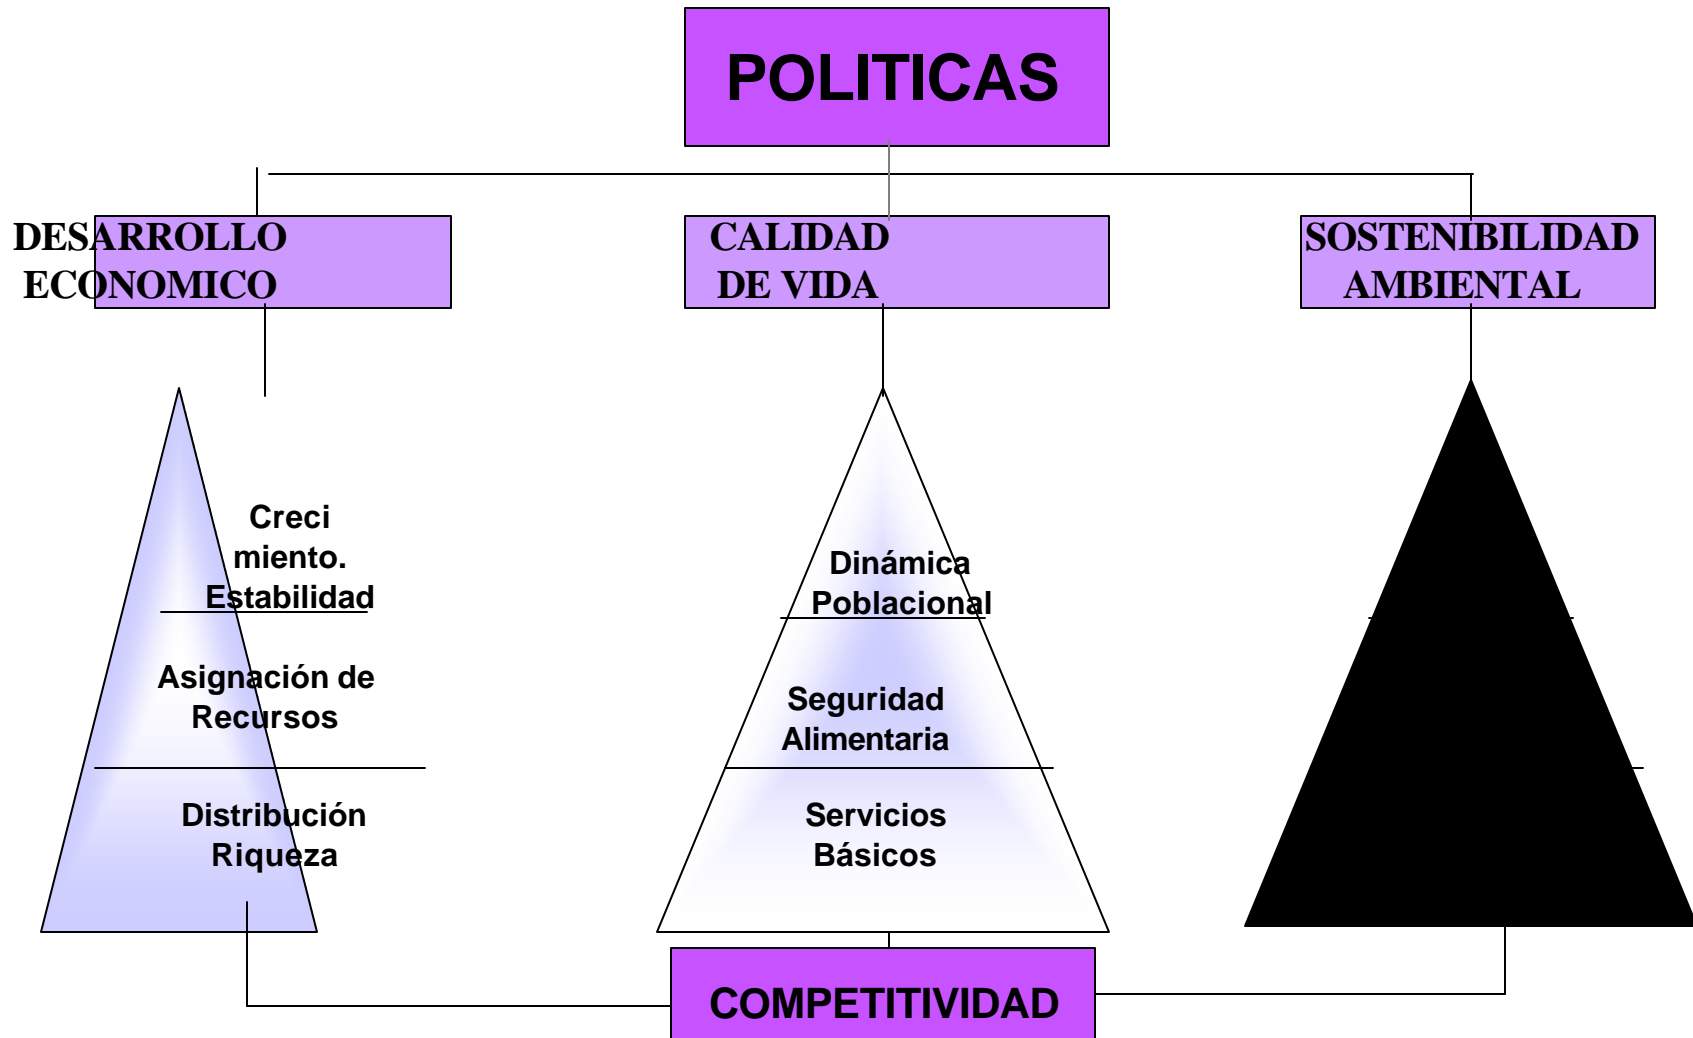 POLITICAS
DESARROLLO
ECONOMICO
CALIDAD
DE VIDA
SOSTENIBILIDAD
AMBIENTAL
Creci
miento.
Estabilidad
Asignación de
Recursos
Distribución
Riqueza
Dinámica
Poblacional
Seguridad
Alimentaria
Servicios
Básicos
COMPETITIVIDAD